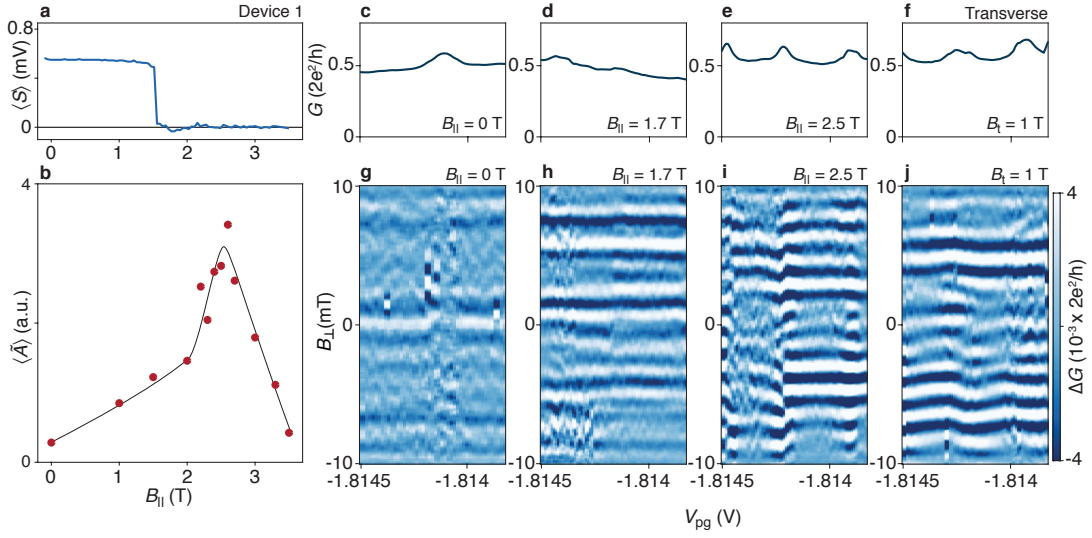 a Device 1
⟨S⟩ (mV)
0.8
0
0 1 2 3
b
⟨Ã⟩ (a.u.)
4
2
0
0 1 2 3
B|| (T)
c
G (2e²/h)
0.5
0
B|| = 0 T
d
0.5
0
B|| = 1.7 T
e
0.5
0
B|| = 2.5 T
f Transverse
0.5
0
Bt = 1 T
g B|| = 0 T
B⊥(mT)
10
0
-10
-1.8145 -1.814
h B|| = 1.7 T
10
0
-10
-1.8145 -1.814
i B|| = 2.5 T
10
0
-10
-1.8145 -1.814
j Bt = 1 T
10
0
-10
-1.8145 -1.814
Vpg (V)
4
-4
ΔG (10⁻³ x 2e²/h)